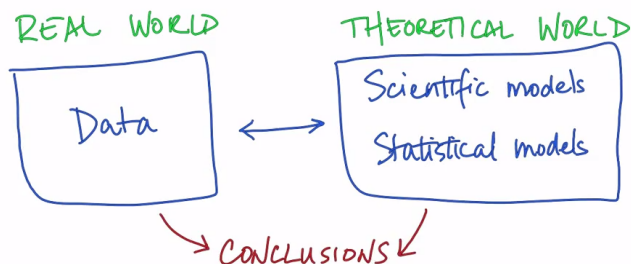 REAL WORLD
THEORETICAL WORLD
Data
Scientific models
Statistical models
CONCLUSIONS